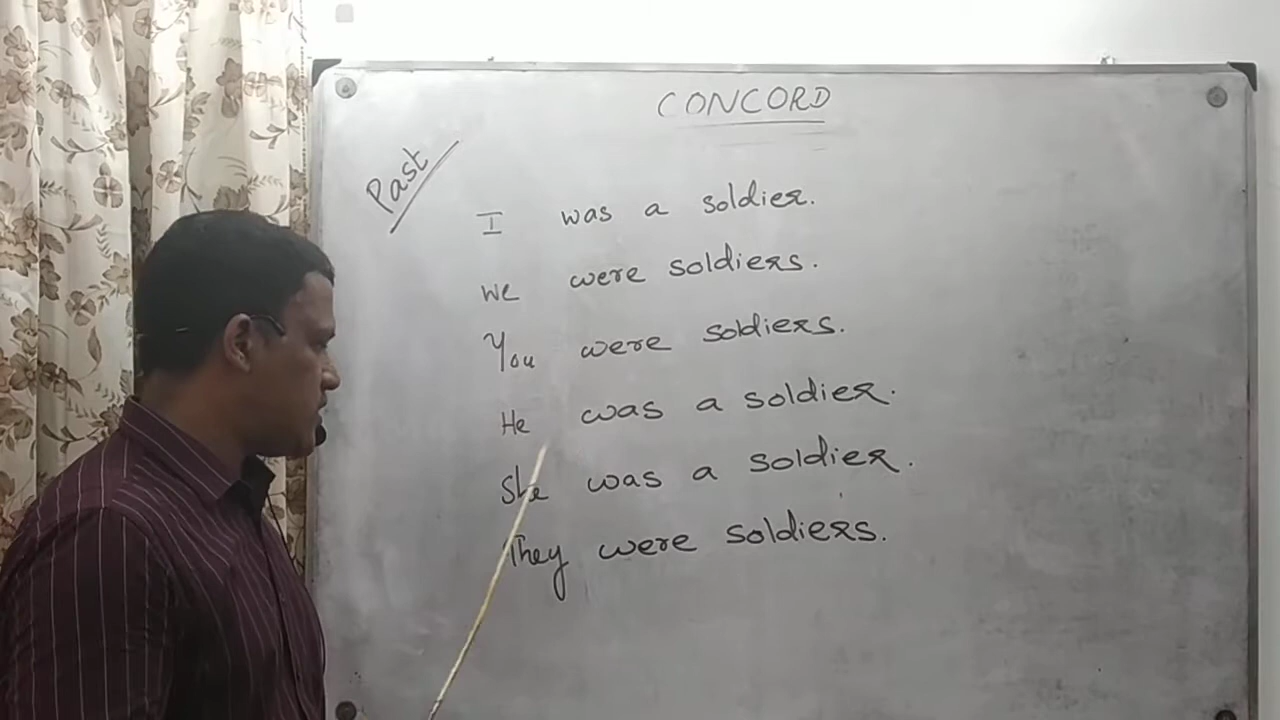 CONCORD
Past
I was a soldier.
We were soldiers.
You were soldiers.
He was a soldier.
She was a soldier.
They were soldiers.